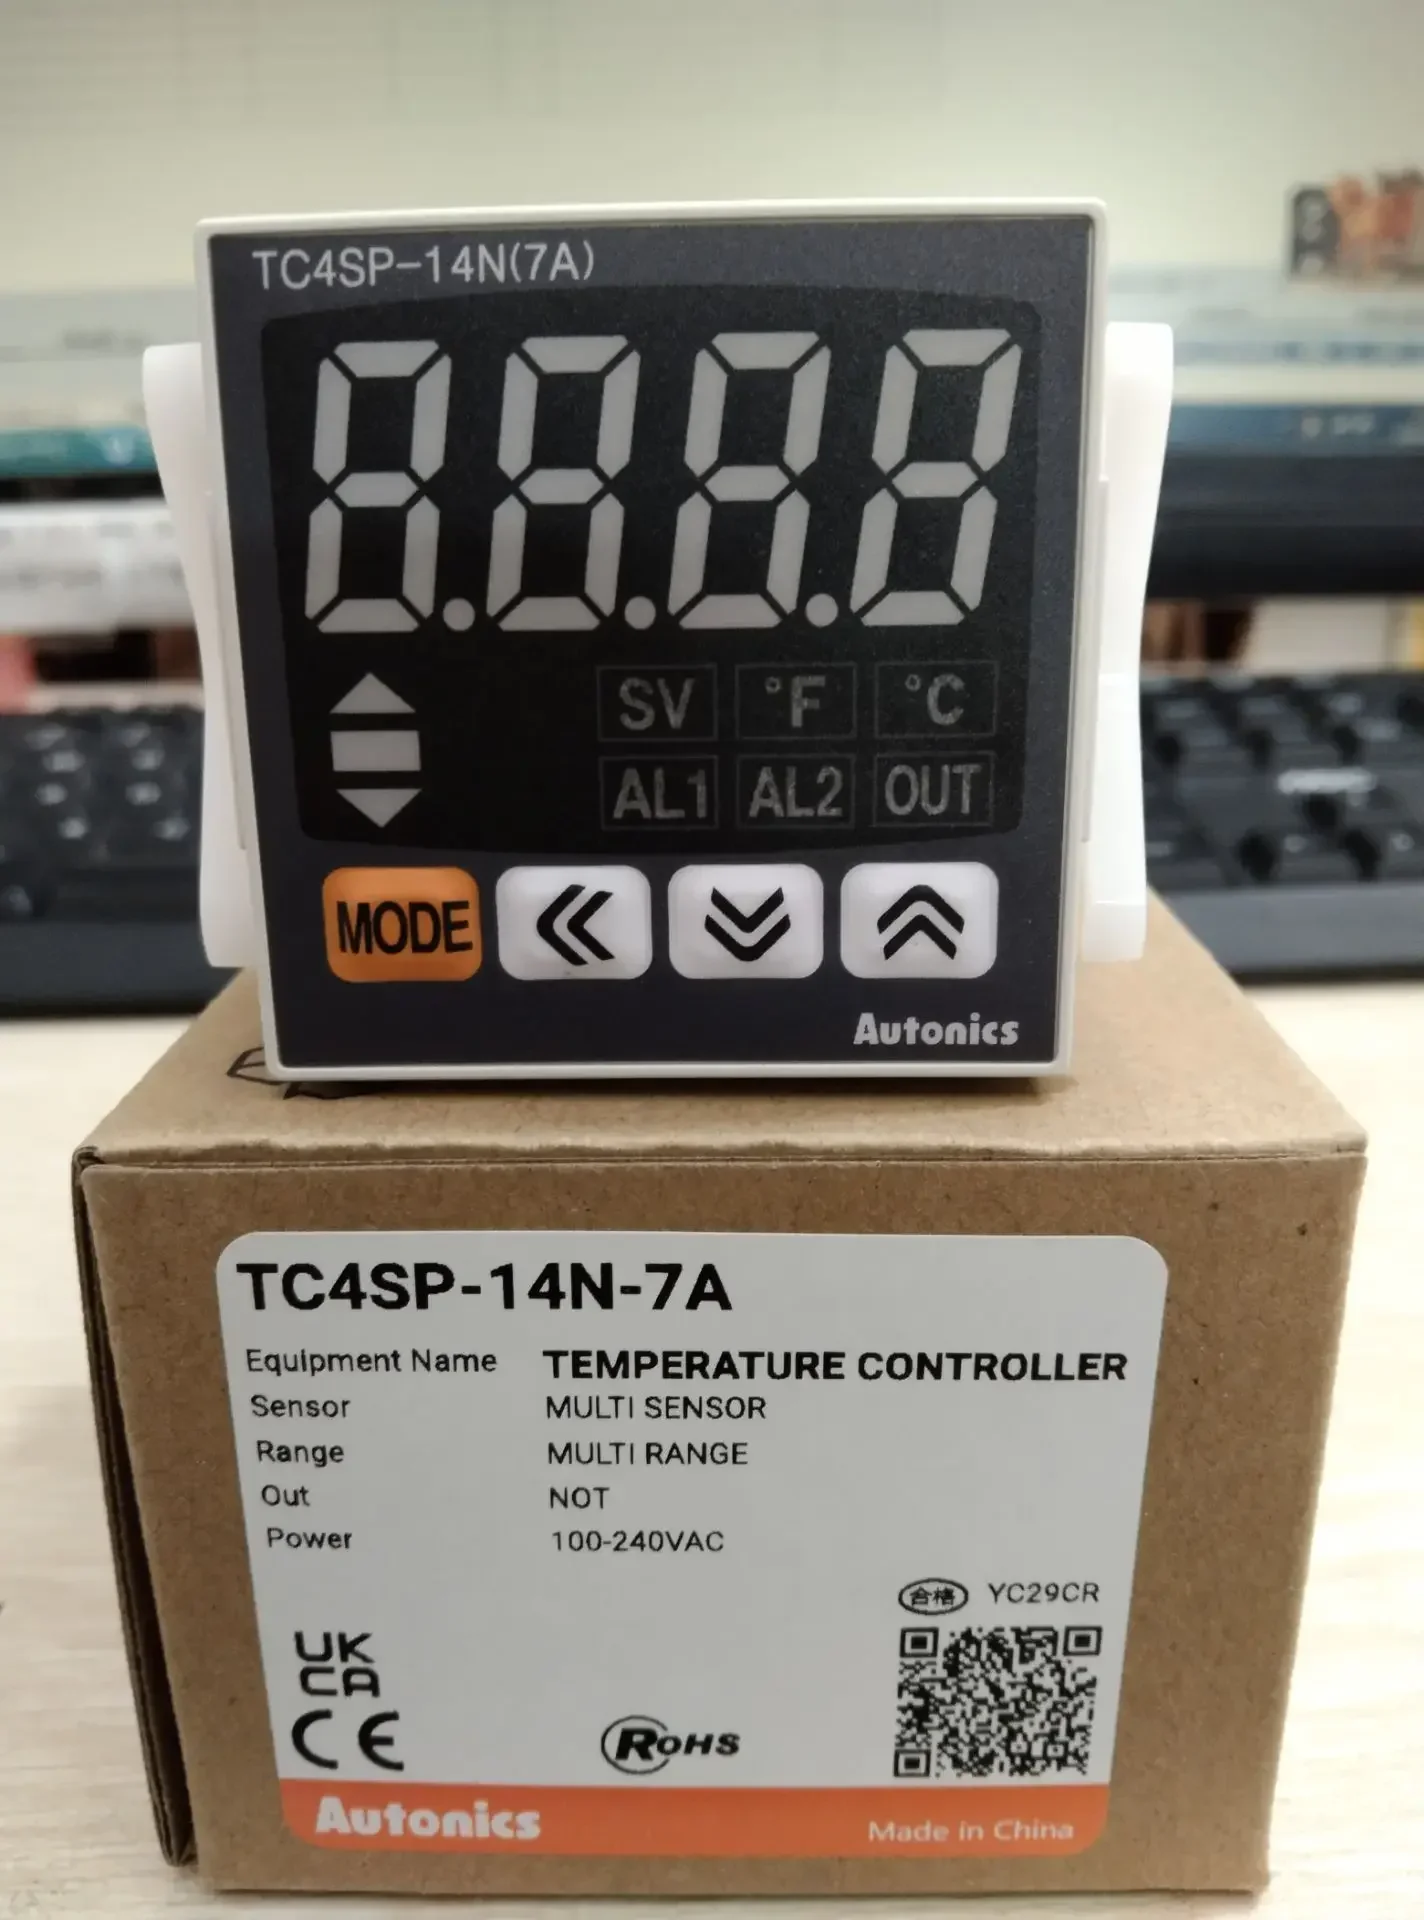 TC4SP-14N(7A)
8.8.8.8
SV °F °C
AL1 AL2 OUT
MODE
Autonics
TC4SP-14N-7A
Equipment Name TEMPERATURE CONTROLLER
Sensor MULTI SENSOR
Range MULTI RANGE
Out NOT
Power 100-240VAC
合格 YC29CR
UK
CA
CE
RoHS
Autonics
Made in China